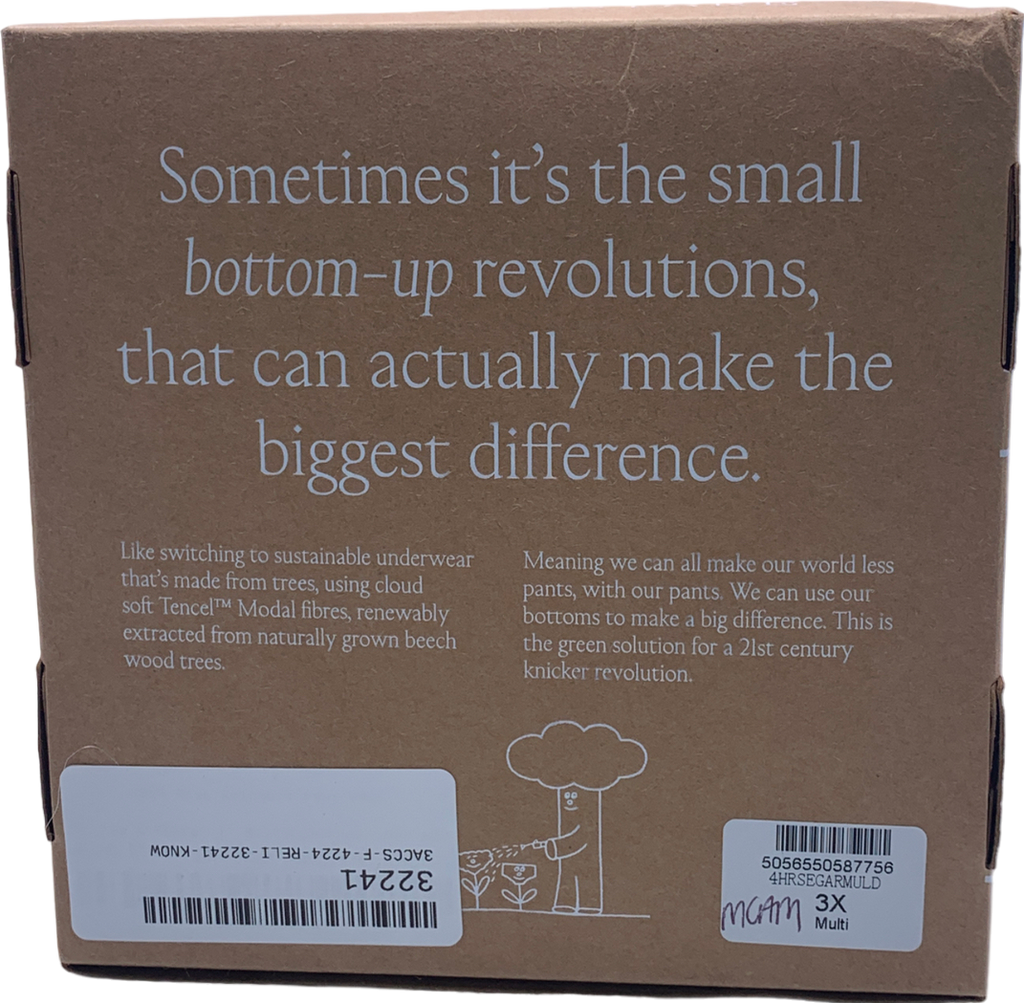 Sometimes it's the small
bottom-up revolutions,
that can actually make the
biggest difference.
Like switching to sustainable underwear
that's made from trees, using cloud
soft Tencel™ Modal fibres, renewably
extracted from naturally grown beech
wood trees.
Meaning we can all make our world less
pants, with our pants. We can use our
bottoms to make a big difference. This is
the green solution for a 21st century
knicker revolution.
32241
3ACCS-F-4224-RELI-32241-KNOW
5056550587756
4HRSEGARMULD
3X
Multi